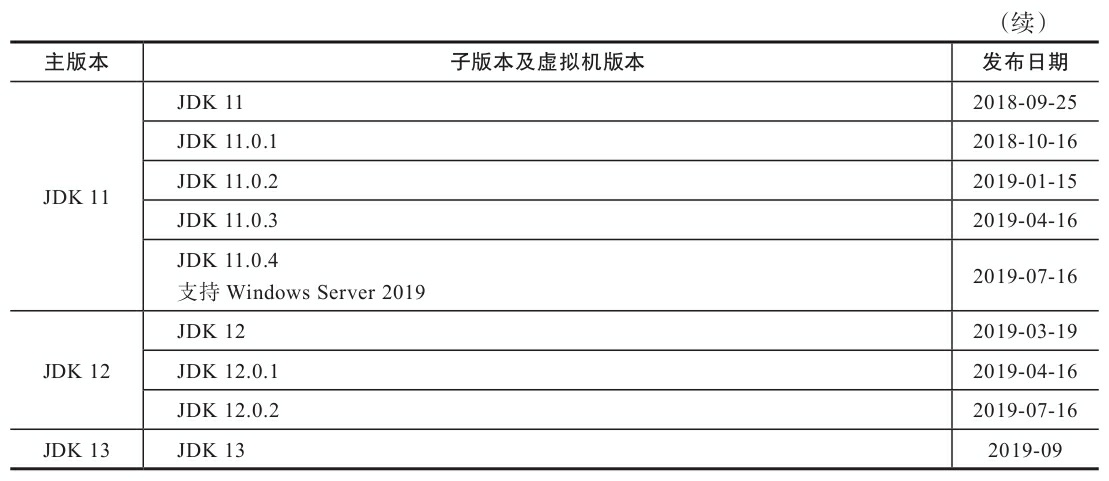 （续）
主版本 子版本及虚拟机版本 发布日期
JDK 11 2018-09-25
JDK 11.0.1 2018-10-16
JDK 11 JDK 11.0.2 2019-01-15
JDK 11.0.3 2019-04-16
JDK 11.0.4
支持 Windows Server 2019 2019-07-16
JDK 12 2019-03-19
JDK 12 JDK 12.0.1 2019-04-16
JDK 12.0.2 2019-07-16
JDK 13 JDK 13 2019-09